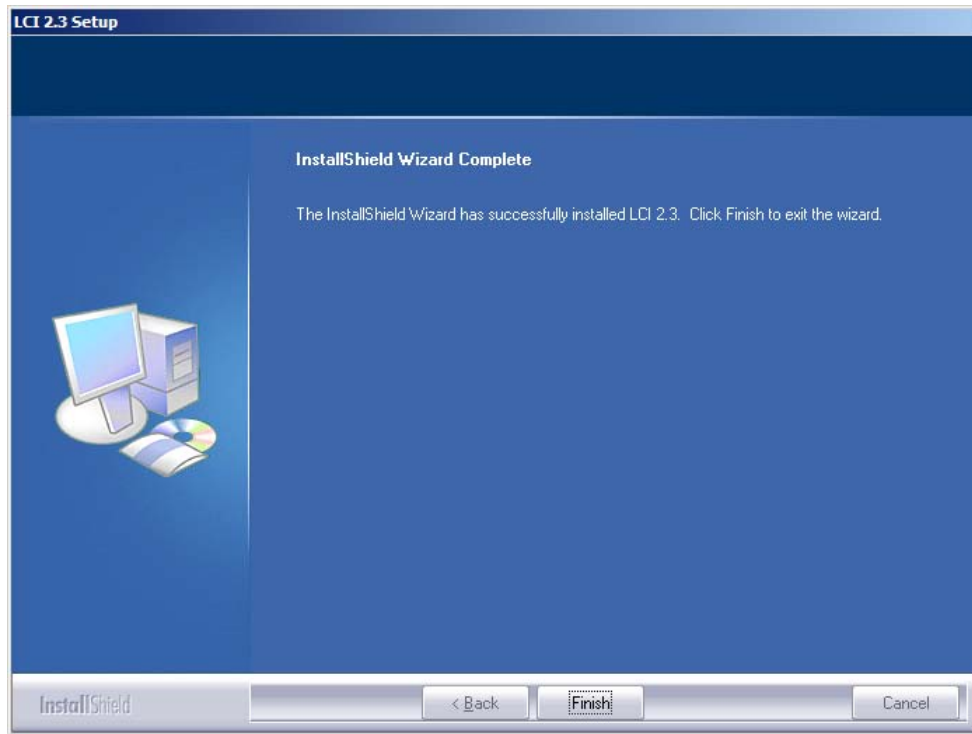 LCI 2.3 Setup
InstallShield Wizard Complete
The InstallShield Wizard has successfully installed LCI 2.3. Click Finish to exit the wizard.
InstallShield
< Back
Finish
Cancel